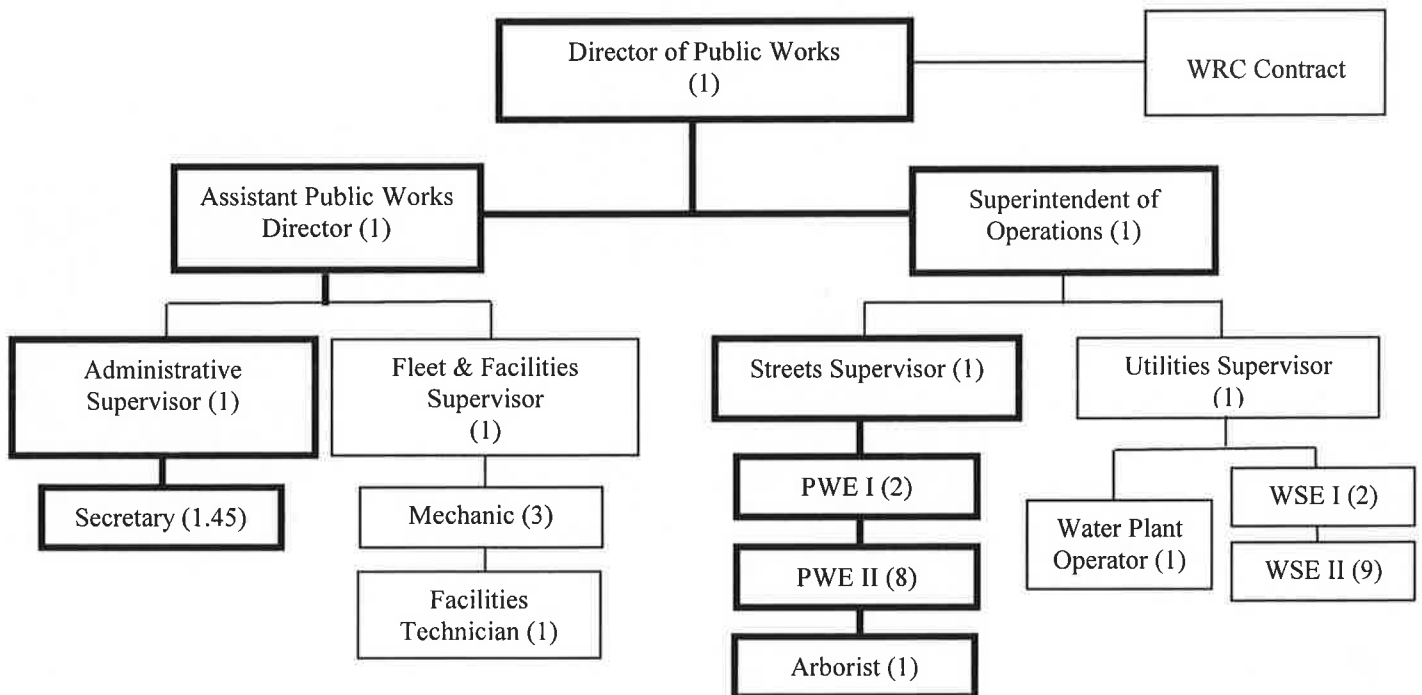 Director of Public Works
(1)
WRC Contract
Assistant Public Works
Director (1)
Superintendent of
Operations (1)
Administrative
Supervisor (1)
Fleet & Facilities
Supervisor
(1)
Streets Supervisor (1)
Utilities Supervisor
(1)
Secretary (1.45)
Mechanic (3)
Facilities
Technician (1)
PWE I (2)
PWE II (8)
Arborist (1)
Water Plant
Operator (1)
WSE I (2)
WSE II (9)